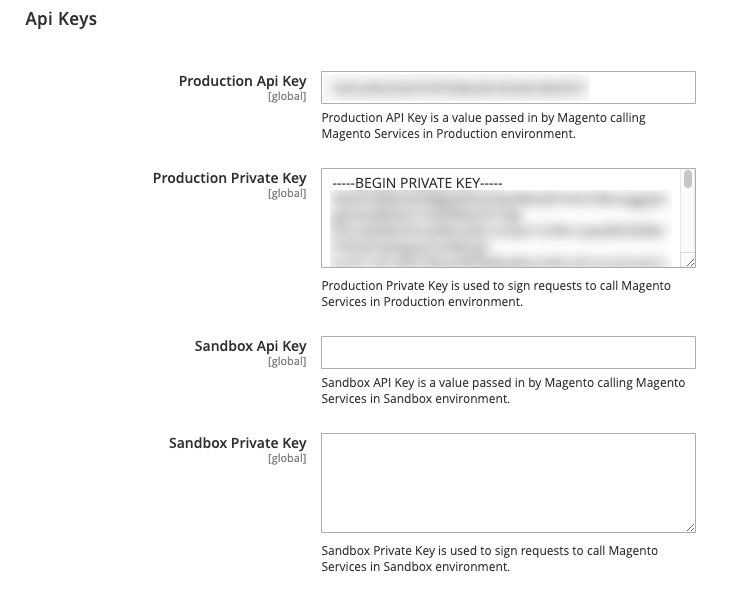 Api Keys
Production Api Key
[global]
Production API Key is a value passed in by Magento calling
Magento Services in Production environment.
Production Private Key
[global]
-----BEGIN PRIVATE KEY-----
Production Private Key is used to sign requests to call Magento
Services in Production environment.
Sandbox Api Key
[global]
Sandbox API Key is a value passed in by Magento calling Magento
Services in Sandbox environment.
Sandbox Private Key
[global]
Sandbox Private Key is used to sign requests to call Magento
Services in Sandbox environment.